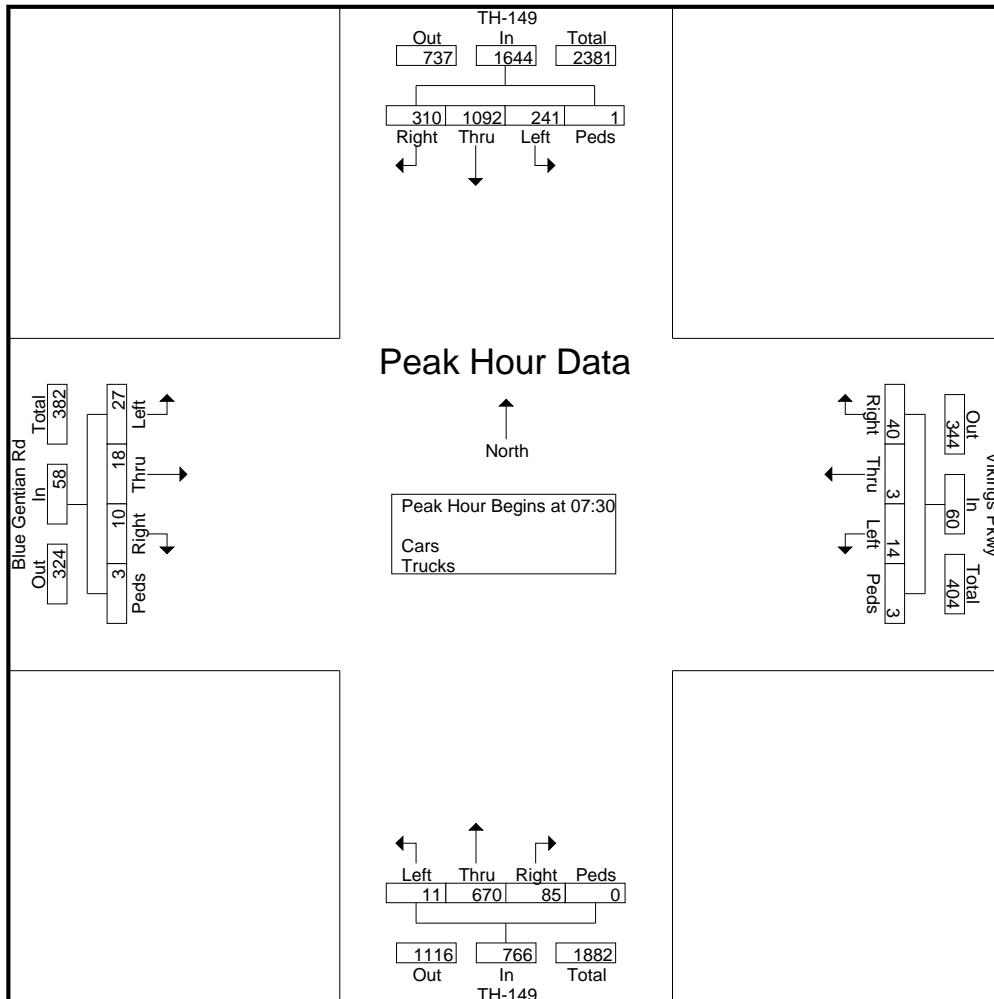 TH-149
Out In Total
737 1644 2381
310 1092 241 1
Right Thru Left Peds
Peak Hour Data
North
Peak Hour Begins at 07:30
Cars
Trucks
Blue Gentian Rd
Out In Total
324 58 382
3 10 18 27
Peds Right Thru Left
Vikings Pkwy
Out In Total
344 60 404
40 3 14 3
Right Thru Left Peds
Left Thru Right Peds
11 670 85 0
1116 766 1882
Out In Total
TH-149